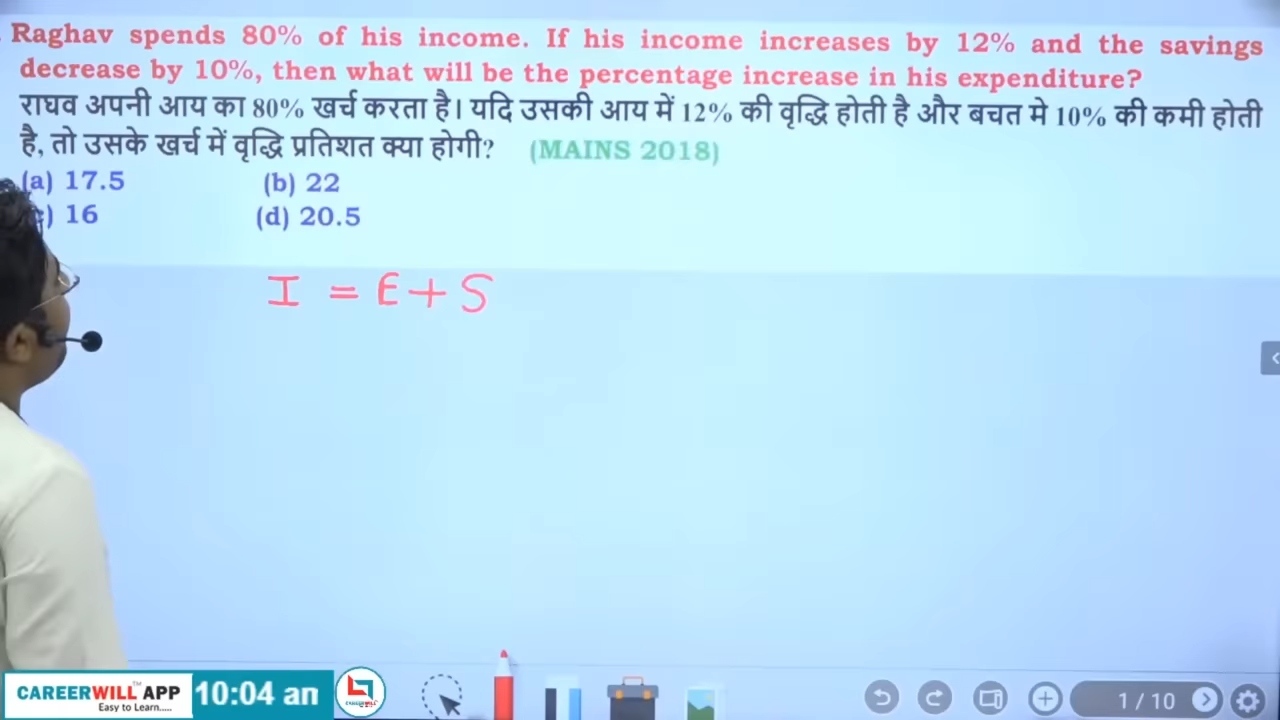 Raghav spends 80% of his income. If his income increases by 12% and the savings
decrease by 10%, then what will be the percentage increase in his expenditure?
राघव अपनी आय का 80% खर्च करता है। यदि उसकी आय में 12% की वृद्धि होती है और बचत मे 10% की कमी होती
है, तो उसके खर्च में वृद्धि प्रतिशत क्या होगी? (MAINS 2018)
(a) 17.5 (b) 22
16 (d) 20.5
I = E + S
CAREERWILL APP
Easy to Learn.....
10:04 an
CAREERWILL
1 / 10